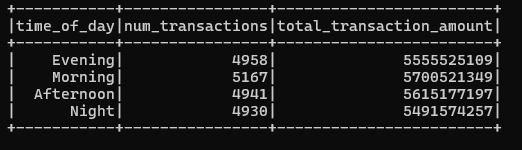 +-----------+----------------+------------------------+
|time_of_day|num_transactions|total_transaction_amount|
+-----------+----------------+------------------------+
|    Evening|            4958|              5555525109|
|    Morning|            5167|              5700521349|
|  Afternoon|            4941|              5615177197|
|      Night|            4930|              5491574257|
+-----------+----------------+------------------------+